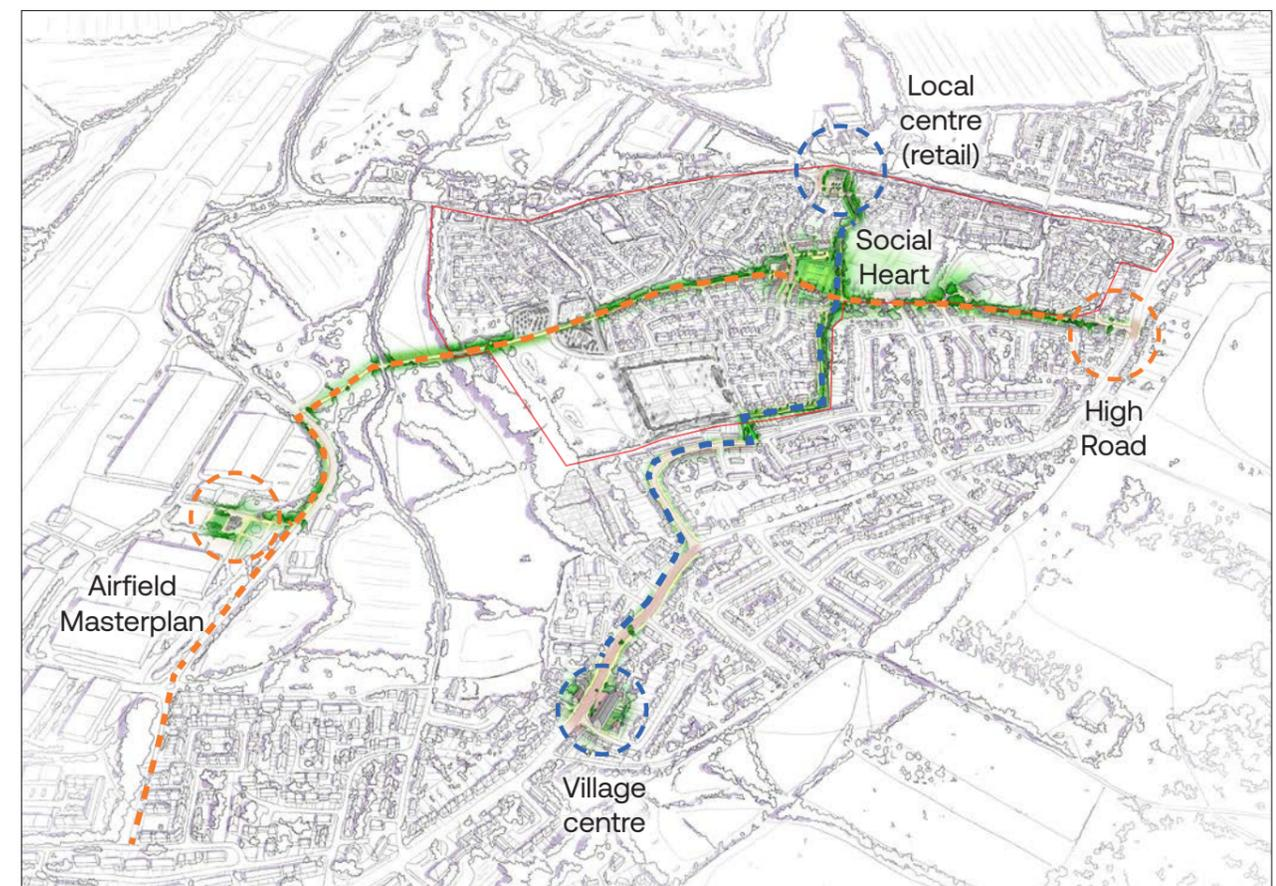 Local
centre
(retail)
Social
Heart
High
Road
Airfield
Masterplan
Village
centre